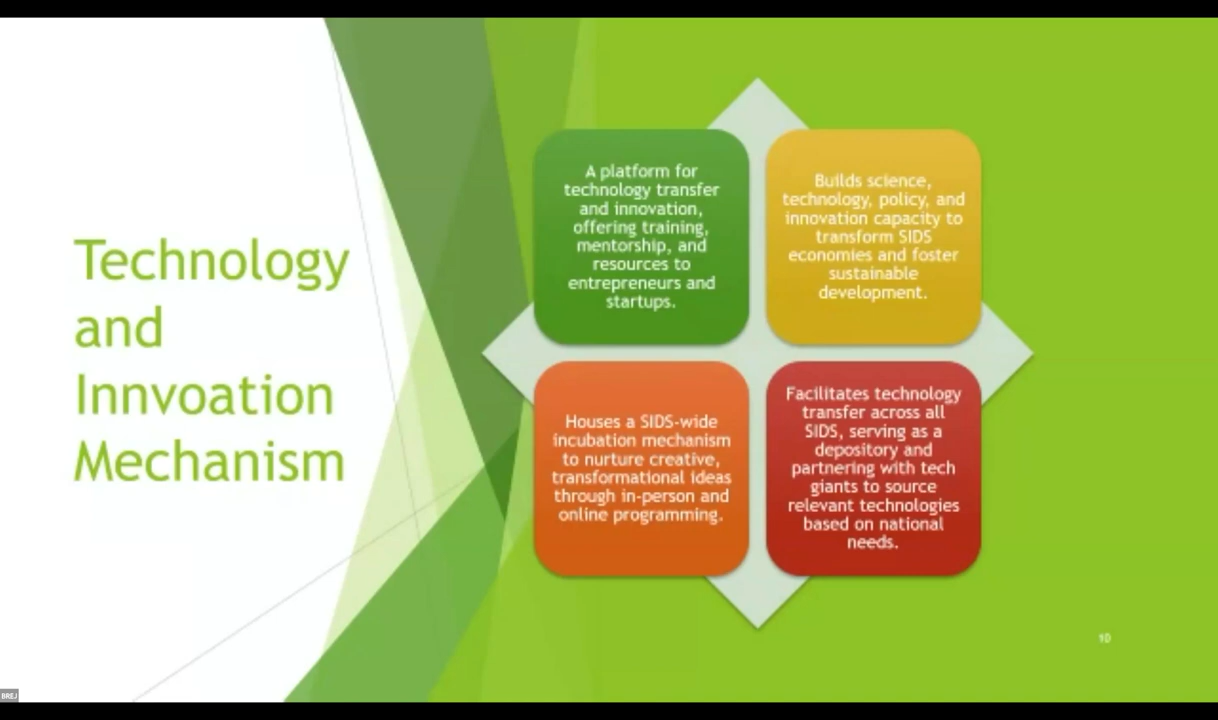 Technology
and
Innvoation
Mechanism
A platform for
technology transfer
and innovation,
offering training,
mentorship, and
resources to
entrepreneurs and
startups.
Builds science,
technology, policy, and
innovation capacity to
transform SIDS
economies and foster
sustainable
development.
Houses a SIDS-wide
incubation mechanism
to nurture creative,
transformational ideas
through in-person and
online programming.
Facilitates technology
transfer across all
SIDS, serving as a
depository and
partnering with tech
giants to source
relevant technologies
based on national
needs.
10